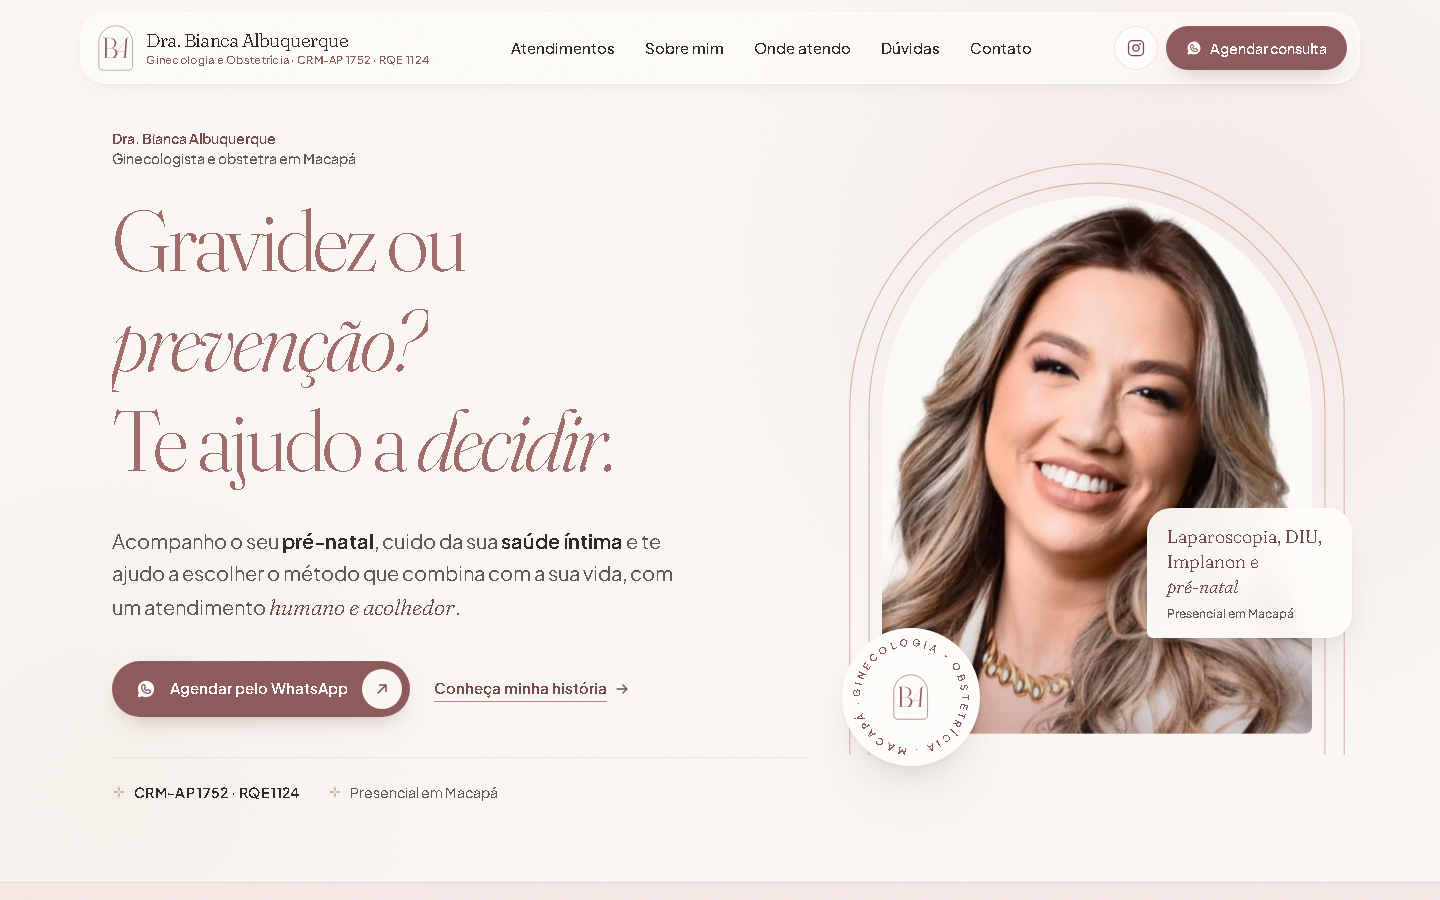 BA
Dra. Bianca Albuquerque
Ginecologia e Obstetrícia · CRM-AP 1752 · RQE 1124
Atendimentos
Sobre mim
Onde atendo
Dúvidas
Contato
Agendar consulta
Dra. Bianca Albuquerque
Ginecologista e obstetra em Macapá
Gravidez ou
prevenção?
Te ajudo a decidir.
Acompanho o seu pré-natal, cuido da sua saúde íntima e te
ajudo a escolher o método que combina com a sua vida, com
um atendimento humano e acolhedor.
Agendar pelo WhatsApp
Conheça minha história →
CRM-AP 1752 · RQE 1124
Presencial em Macapá
Laparoscopia, DIU,
Implanon e
pré-natal
Presencial em Macapá
GINECOLOGIA · OBSTETRÍCIA · MACAPÁ ·
BA